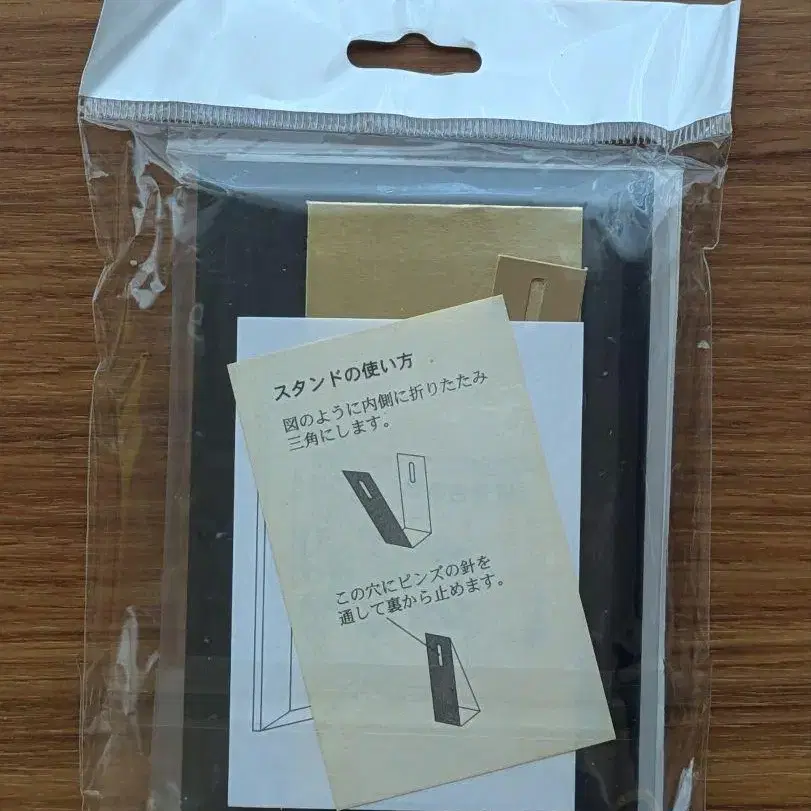 スタンドの使い方
図のように内側に折りたたみ
三角にします。
この穴にピンズの針を
通して裏から止めます。